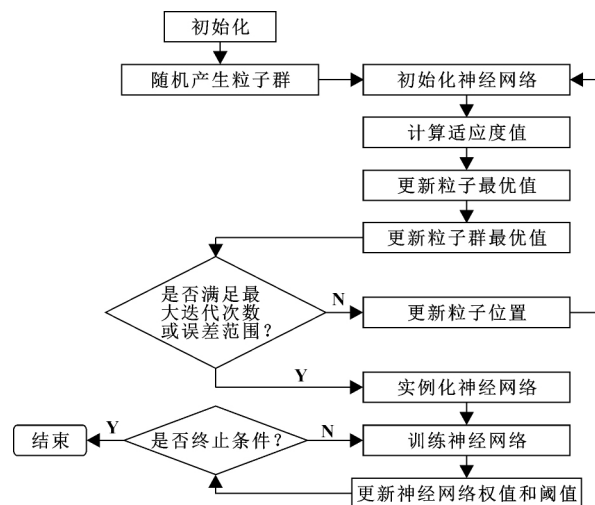 初始化
随机产生粒子群
初始化神经网络
计算适应度值
更新粒子最优值
更新粒子群最优值
是否满足最
大迭代次数
或误差范围?
N
更新粒子位置
Y
实例化神经网络
结束
Y
是否终止条件?
N
训练神经网络
更新神经网络权值和阈值